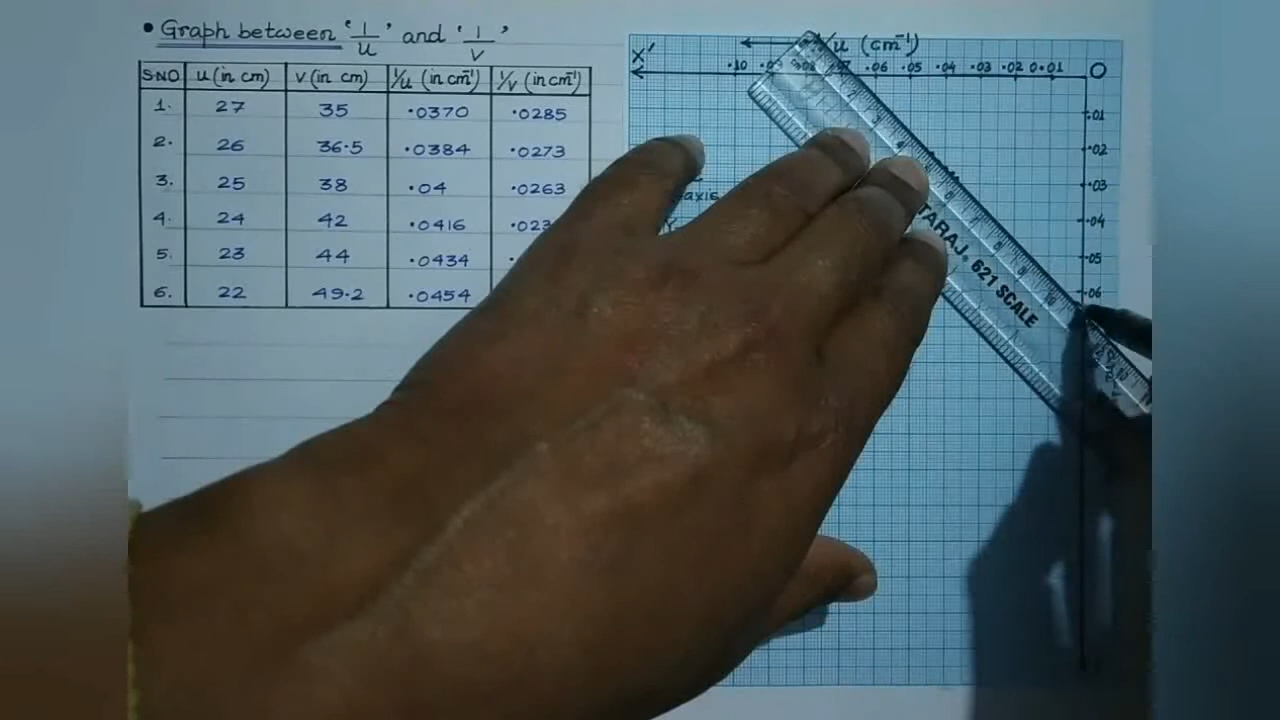 • Graph between '1/u' and '1/v'
S.NO u (in cm) v (in cm) 1/u (in cm⁻¹) 1/v (in cm⁻¹)
1. 27 35 .0370 .0285
2. 26 36.5 .0384 .0273
3. 25 38 .04 .0263
4. 24 42 .0416
5. 23 44 .0434
6. 22 49.2 .0454
/u (cm⁻¹)
X'
.10 .06 .05 .04 .03 .02 0.01 O
.01
.02
.03
.04
.05
.06
axis
621 SCALE